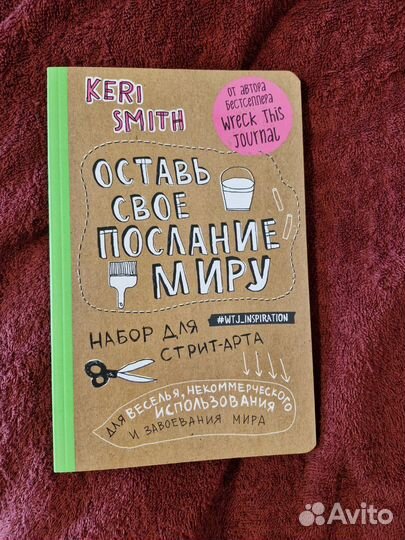 KERI
SMITH
ОТ АВТОРА
БЕСТСЕЛЛЕРА
Wreck This
Journal
ОСТАВЬ
СВОЕ
ПОСЛАНИЕ
МИРУ
#WTJ_INSPIRATION
НАБОР ДЛЯ
СТРИТ-АРТА
ДЛЯ ВЕСЕЛЬЯ, НЕКОММЕРЧЕСКОГО
ИСПОЛЬЗОВАНИЯ
И ЗАВОЕВАНИЯ МИРА
Avito